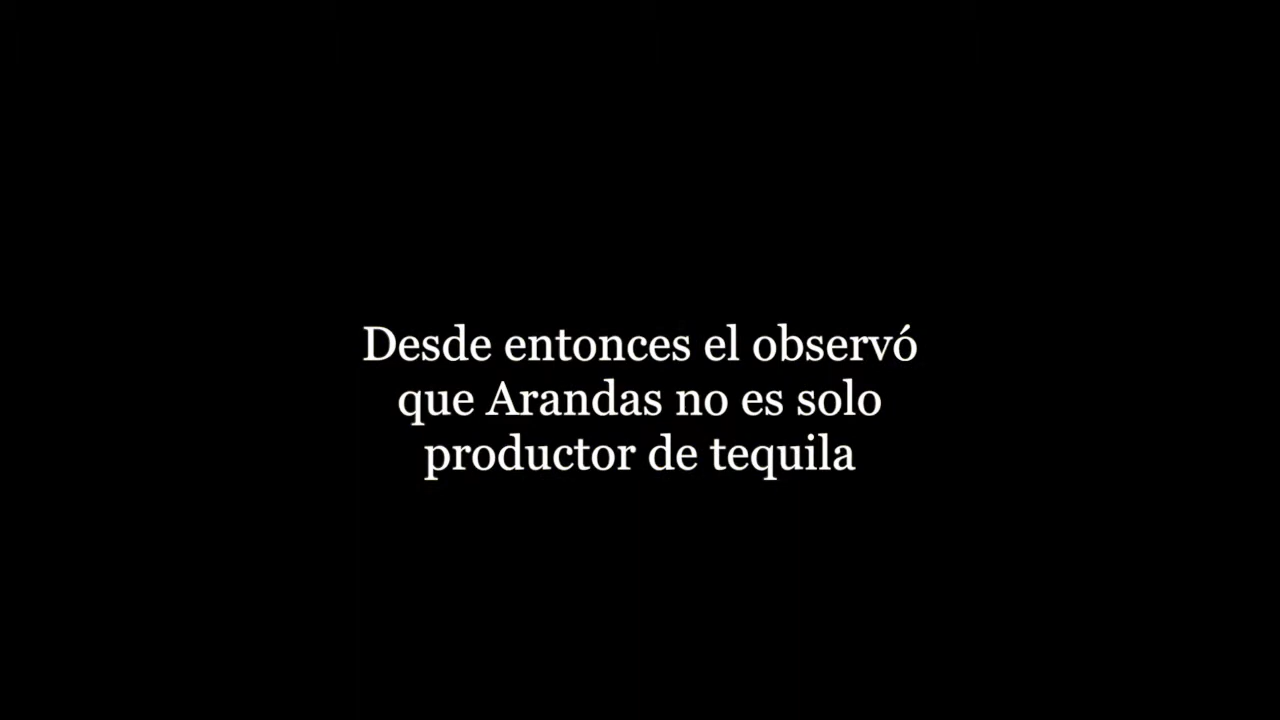 Desde entonces el observó
que Arandas no es solo
productor de tequila